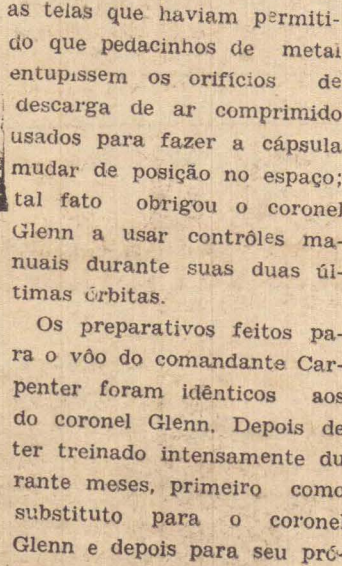 as telas que haviam permiti-
do que pedacinhos de metal
entupissem os orifícios de
descarga de ar comprimido
usados para fazer a cápsula
mudar de posição no espaço;
tal fato obrigou o coronel
Glenn a usar contrôles ma-
nuais durante suas duas úl-
timas órbitas.
Os preparativos feitos pa-
ra o vôo do comandante Car-
penter foram idênticos aos
do coronel Glenn. Depois de
ter treinado intensamente du
rante meses, primeiro como
substituto para o coronel
Glenn e depois para seu pró-